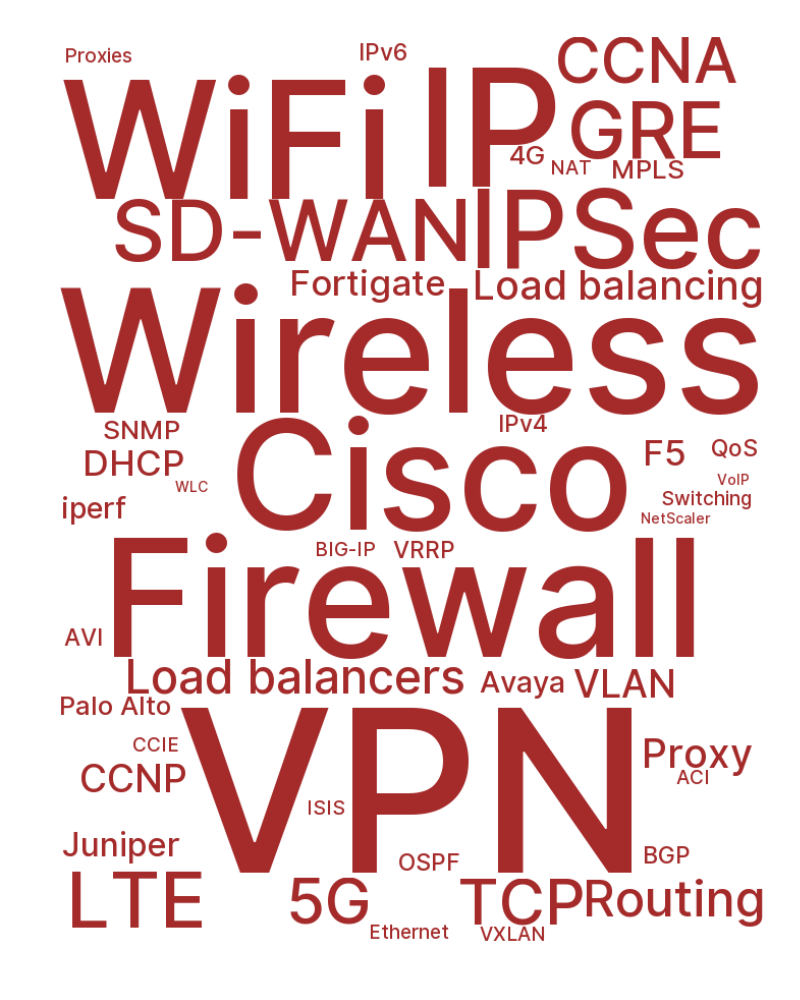 Proxies
IPv6
CCNA
WiFi
IP
GRE
4G
NAT
MPLS
SD-WAN
IPSec
Fortigate
Load balancing
Wireless
SNMP
Cisco
IPv4
DHCP
F5
QoS
WLC
VoIP
iperf
Switching
NetScaler
BIG-IP
VRRP
Firewall
AVI
Load balancers
Avaya
VLAN
Palo Alto
VPN
CCIE
Proxy
CCNP
ACI
ISIS
Juniper
OSPF
BGP
LTE
5G
TCP
Routing
Ethernet
VXLAN